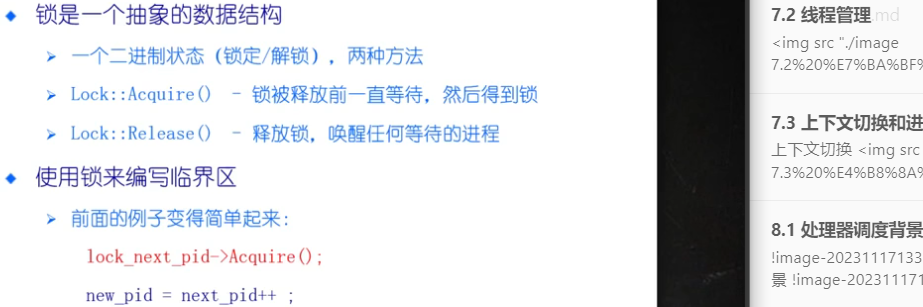 锁是一个抽象的数据结构
一个二进制状态（锁定/解锁），两种方法
Lock::Acquire() - 锁被释放前一直等待，然后得到锁
Lock::Release() - 释放锁，唤醒任何等待的进程
使用锁来编写临界区
前面的例子变得简单起来：
lock_next_pid->Acquire();
new_pid = next_pid++ ;
7.2 线程管理.md
<img src "./image
7.2%20%E7%BA%BF%
7.3 上下文切换和进
上下文切换 <img src
7.3%20%E4%B8%8A%
8.1 处理器调度背景
!image-20231117133
景 !image-202311171